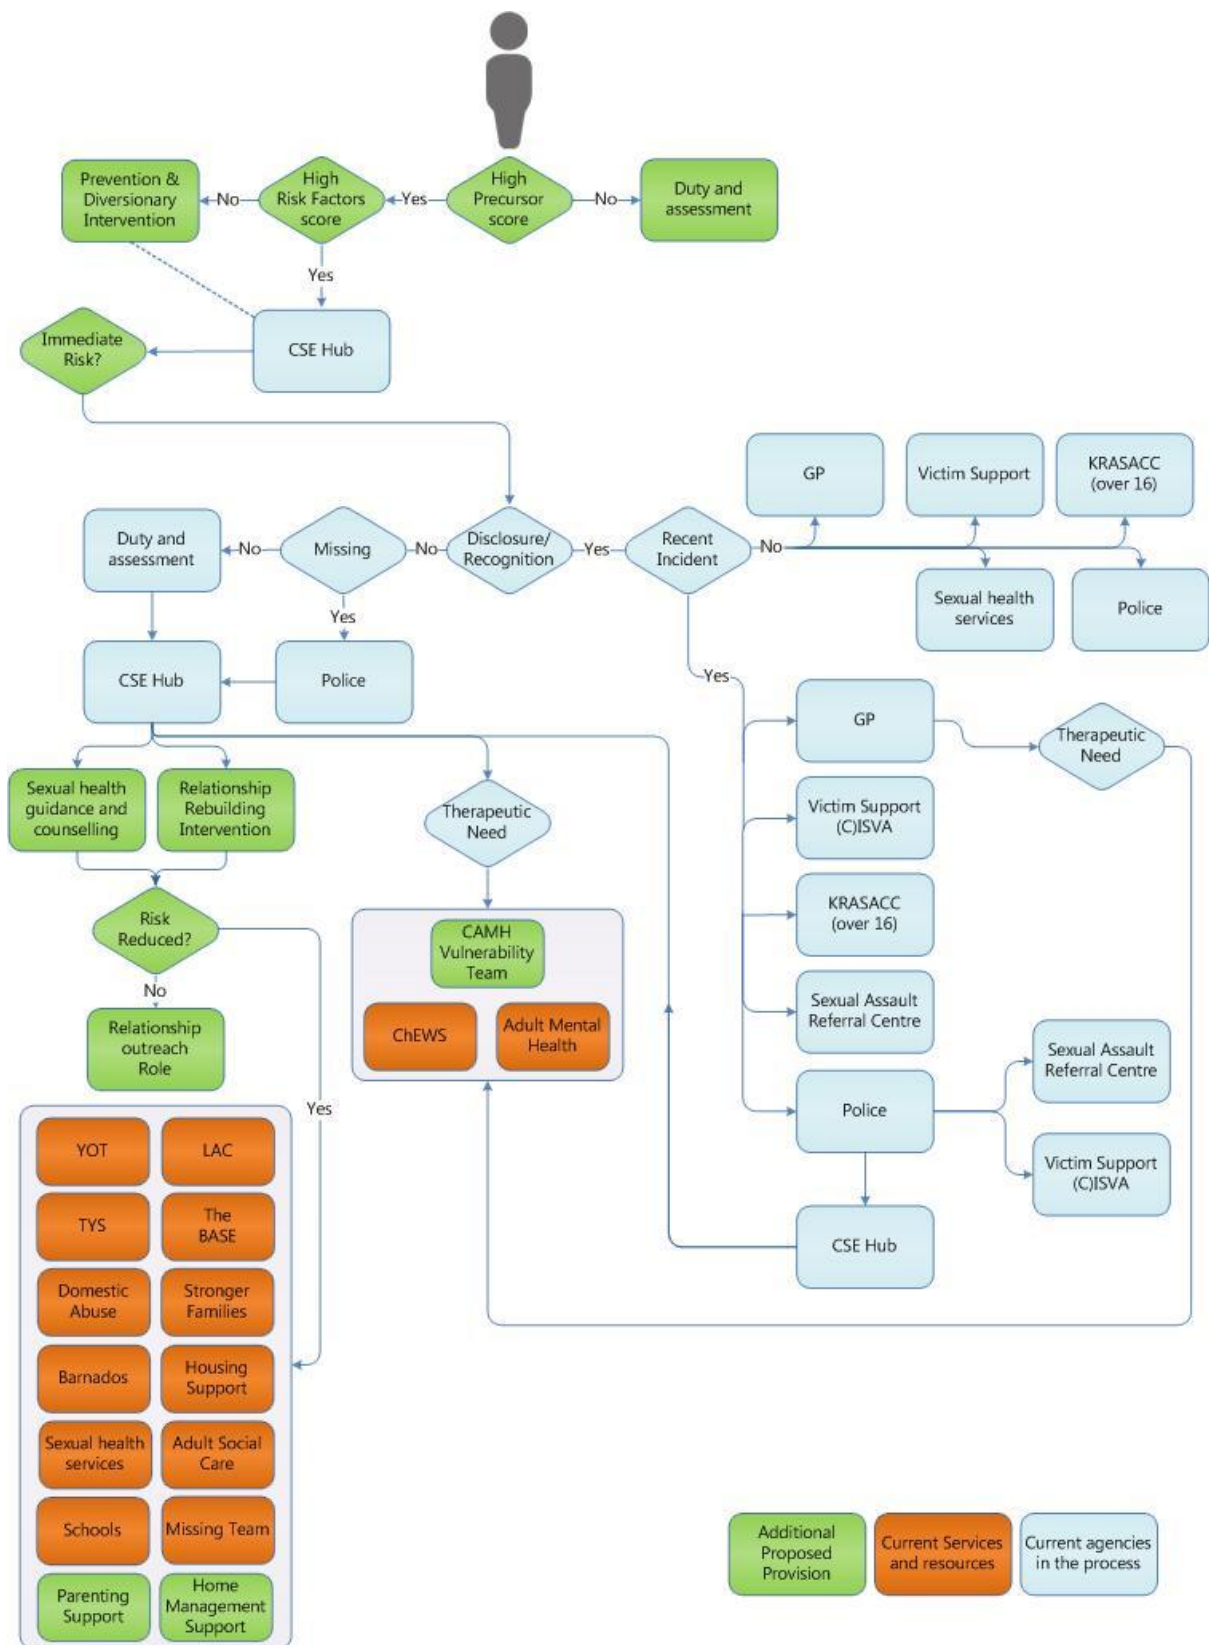 Prevention &
Diversionary
Intervention
No
High
Risk Factors
score
Yes
High
Precursor
score
No
Duty and
assessment
Yes
Immediate
Risk?
CSE Hub
GP
Victim Support
KRASACC
(over 16)
Duty and
assessment
No
Missing
No
Disclosure/
Recognition
Yes
Recent
Incident
No
Sexual health
services
Police
Yes
CSE Hub
Police
Yes
GP
Therapeutic
Need
Sexual health
guidance and
counselling
Relationship
Rebuilding
Intervention
Therapeutic
Need
Victim Support
(C)ISVA
Risk
Reduced?
KRASACC
(over 16)
CAMH
Vulnerability
Team
No
Sexual Assault
Referral Centre
ChEWS
Adult Mental
Health
Relationship
outreach
Role
Sexual Assault
Referral Centre
Police
Yes
YOT
LAC
Victim Support
(C)ISVA
TYS
The
BASE
CSE Hub
Domestic
Abuse
Stronger
Families
Barnados
Housing
Support
Sexual health
services
Adult Social
Care
Schools
Missing Team
Parenting
Support
Home
Management
Support
Additional
Proposed
Provision
Current Services
and resources
Current agencies
in the process